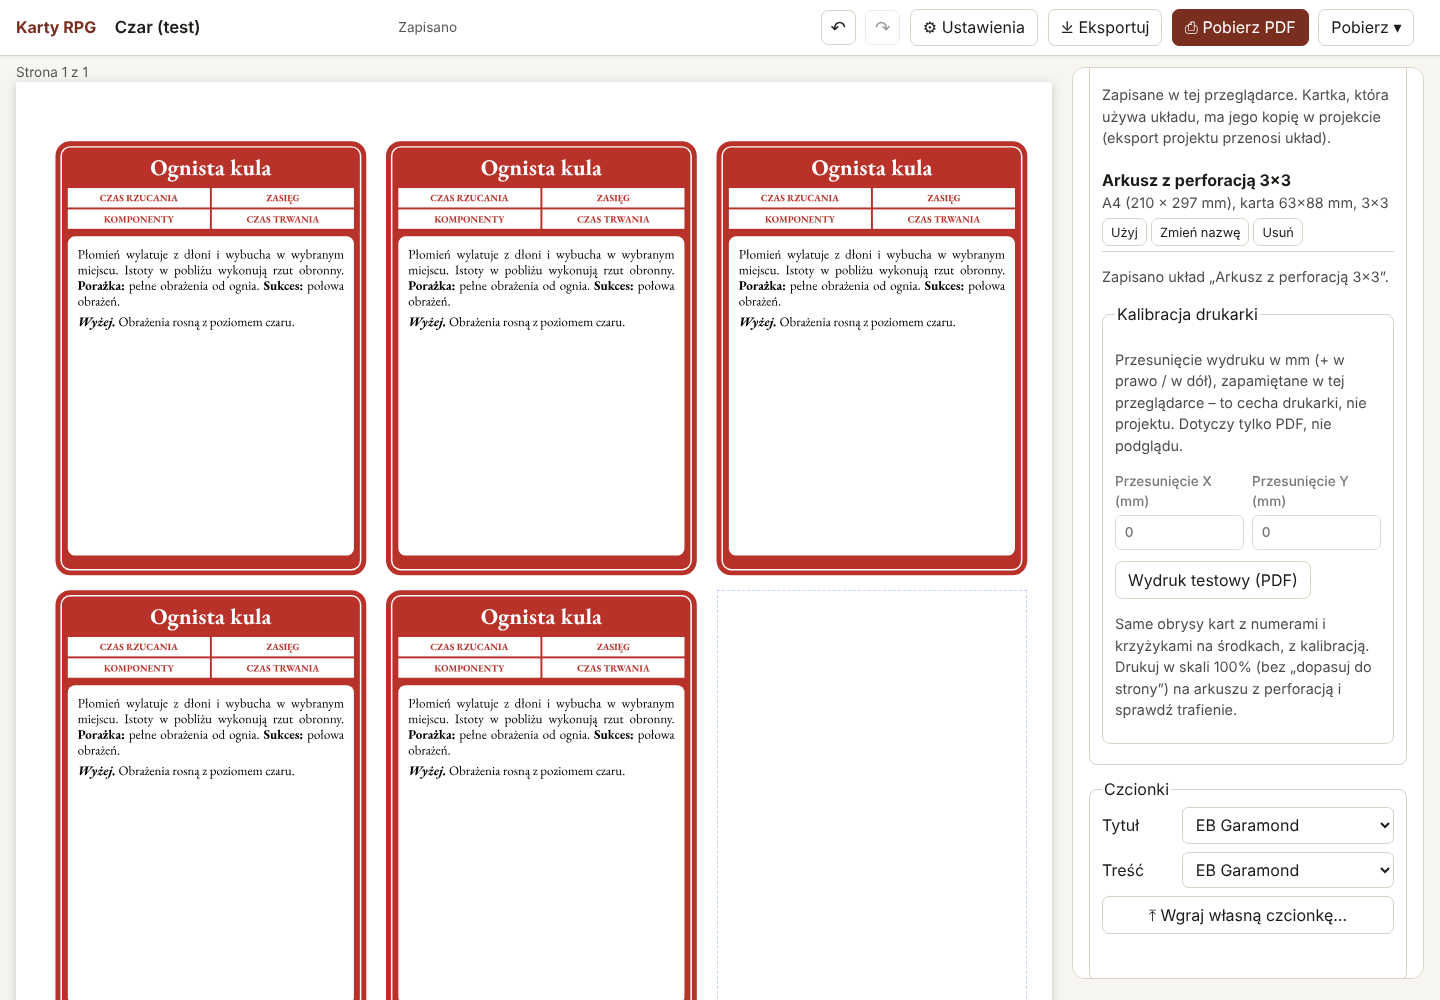 Karty RPG
Czar (test)
Zapisano
↶
↷
⚙ Ustawienia
⤓ Eksportuj
⎙ Pobierz PDF
Pobierz ▾
Strona 1 z 1
Ognista kula
CZAS RZUCANIA
ZASIĘG
KOMPONENTY
CZAS TRWANIA
Płomień wylatuje z dłoni i wybucha w wybranym
miejscu. Istoty w pobliżu wykonują rzut obronny.
Porażka: pełne obrażenia od ognia. Sukces: połowa
obrażeń.
Wyżej. Obrażenia rosną z poziomem czaru.
Ognista kula
CZAS RZUCANIA
ZASIĘG
KOMPONENTY
CZAS TRWANIA
Płomień wylatuje z dłoni i wybucha w wybranym
miejscu. Istoty w pobliżu wykonują rzut obronny.
Porażka: pełne obrażenia od ognia. Sukces: połowa
obrażeń.
Wyżej. Obrażenia rosną z poziomem czaru.
Ognista kula
CZAS RZUCANIA
ZASIĘG
KOMPONENTY
CZAS TRWANIA
Płomień wylatuje z dłoni i wybucha w wybranym
miejscu. Istoty w pobliżu wykonują rzut obronny.
Porażka: pełne obrażenia od ognia. Sukces: połowa
obrażeń.
Wyżej. Obrażenia rosną z poziomem czaru.
Ognista kula
CZAS RZUCANIA
ZASIĘG
KOMPONENTY
CZAS TRWANIA
Płomień wylatuje z dłoni i wybucha w wybranym
miejscu. Istoty w pobliżu wykonują rzut obronny.
Porażka: pełne obrażenia od ognia. Sukces: połowa
obrażeń.
Wyżej. Obrażenia rosną z poziomem czaru.
Ognista kula
CZAS RZUCANIA
ZASIĘG
KOMPONENTY
CZAS TRWANIA
Płomień wylatuje z dłoni i wybucha w wybranym
miejscu. Istoty w pobliżu wykonują rzut obronny.
Porażka: pełne obrażenia od ognia. Sukces: połowa
obrażeń.
Wyżej. Obrażenia rosną z poziomem czaru.
Zapisane w tej przeglądarce. Kartka, która
używa układu, ma jego kopię w projekcie
(eksport projektu przenosi układ).
Arkusz z perforacją 3×3
A4 (210 × 297 mm), karta 63×88 mm, 3×3
Użyj
Zmień nazwę
Usuń
Zapisano układ „Arkusz z perforacją 3×3”.
Kalibracja drukarki
Przesunięcie wydruku w mm (+ w
prawo / w dół), zapamiętane w tej
przeglądarce – to cecha drukarki, nie
projektu. Dotyczy tylko PDF, nie
podglądu.
Przesunięcie X
(mm)
0
Przesunięcie Y
(mm)
0
Wydruk testowy (PDF)
Same obrysy kart z numerami i
krzyżykami na środkach, z kalibracją.
Drukuj w skali 100% (bez „dopasuj do
strony”) na arkuszu z perforacją i
sprawdź trafienie.
Czcionki
Tytuł
EB Garamond
Treść
EB Garamond
⤒ Wgraj własną czcionkę…